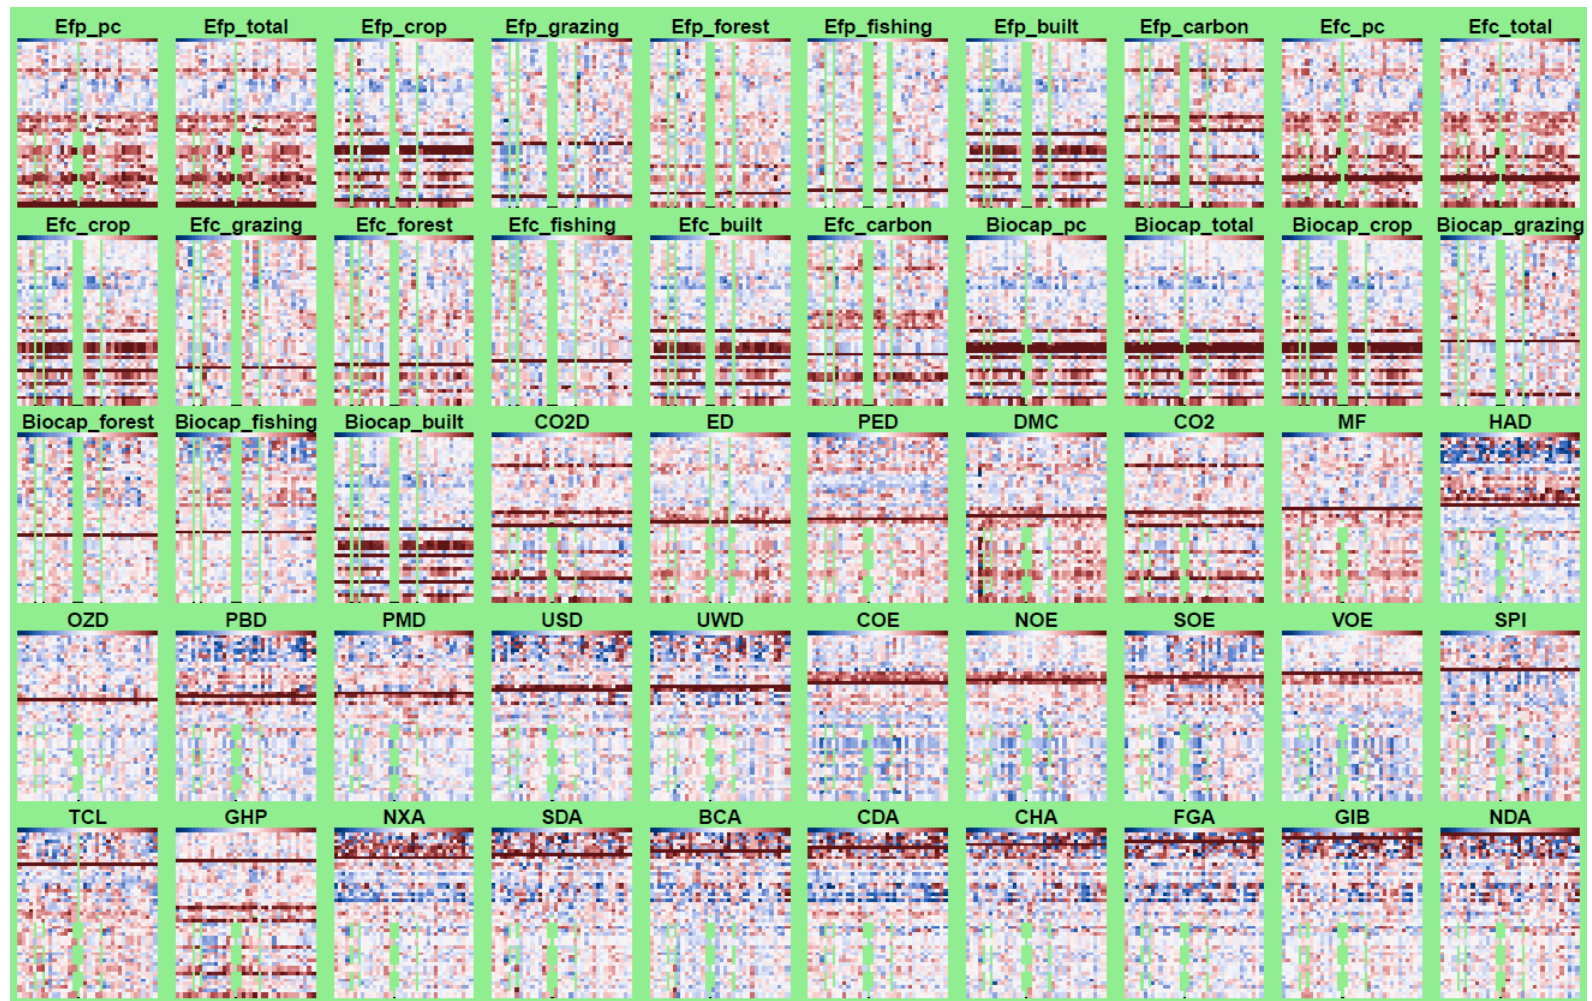 Efp_pc Efp_total Efp_crop Efp_grazing Efp_forest Efp_fishing Efp_built Efp_carbon Efc_pc Efc_total
Efc_crop Efc_grazing Efc_forest Efc_fishing Efc_built Efc_carbon Biocap_pc Biocap_total Biocap_crop Biocap_grazing
Biocap_forest Biocap_fishing Biocap_built CO2D ED PED DMC CO2 MF HAD
OZD PBD PMD USD UWD COE NOE SOE VOE SPI
TCL GHP NXA SDA BCA CDA CHA FGA GIB NDA